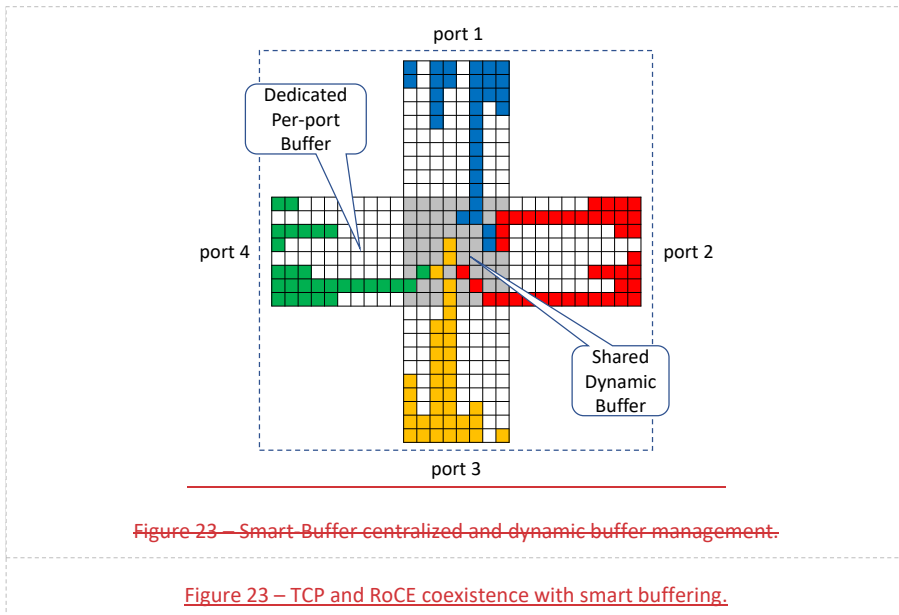 port 1
Dedicated
Per-port
Buffer
port 4
port 2
Shared
Dynamic
Buffer
port 3
Figure 23 – Smart-Buffer centralized and dynamic buffer management.
Figure 23 – TCP and RoCE coexistence with smart buffering.